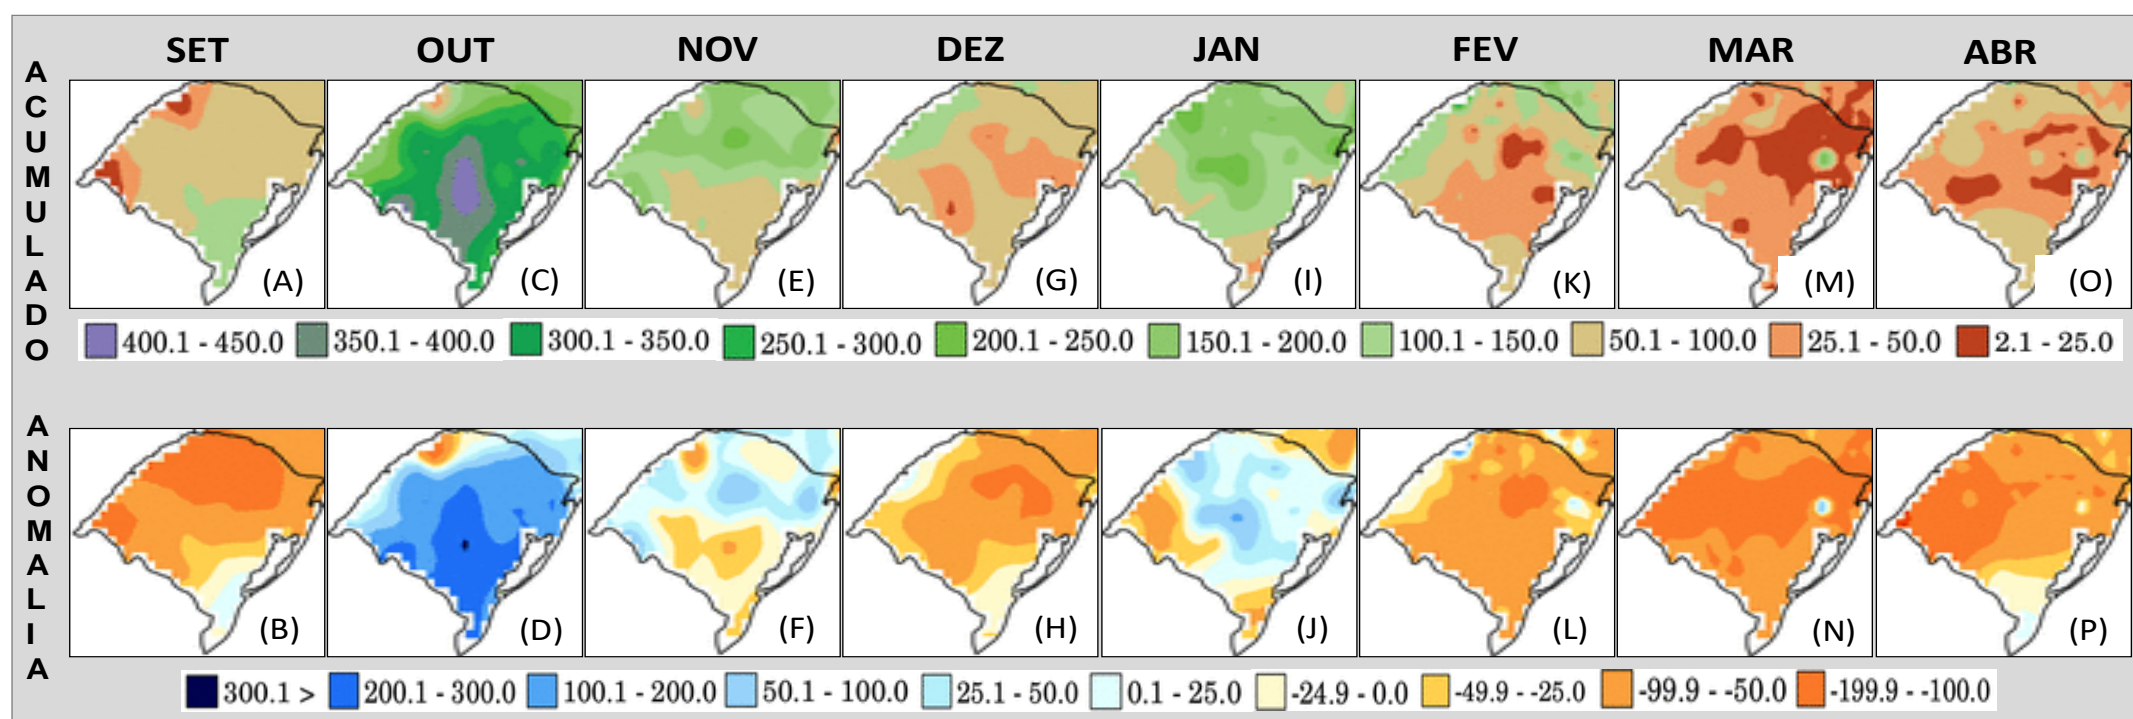 SET OUT NOV DEZ JAN FEV MAR ABR
ACUMULADO
(A) (C) (E) (G) (I) (K) (M) (O)
400.1 - 450.0 350.1 - 400.0 300.1 - 350.0 250.1 - 300.0 200.1 - 250.0 150.1 - 200.0 100.1 - 150.0 50.1 - 100.0 25.1 - 50.0 2.1 - 25.0
ANOMALIA
(B) (D) (F) (H) (J) (L) (N) (P)
300.1 > 200.1 - 300.0 100.1 - 200.0 50.1 - 100.0 25.1 - 50.0 0.1 - 25.0 -24.9 - 0.0 -49.9 - -25.0 -99.9 - -50.0 -199.9 - -100.0